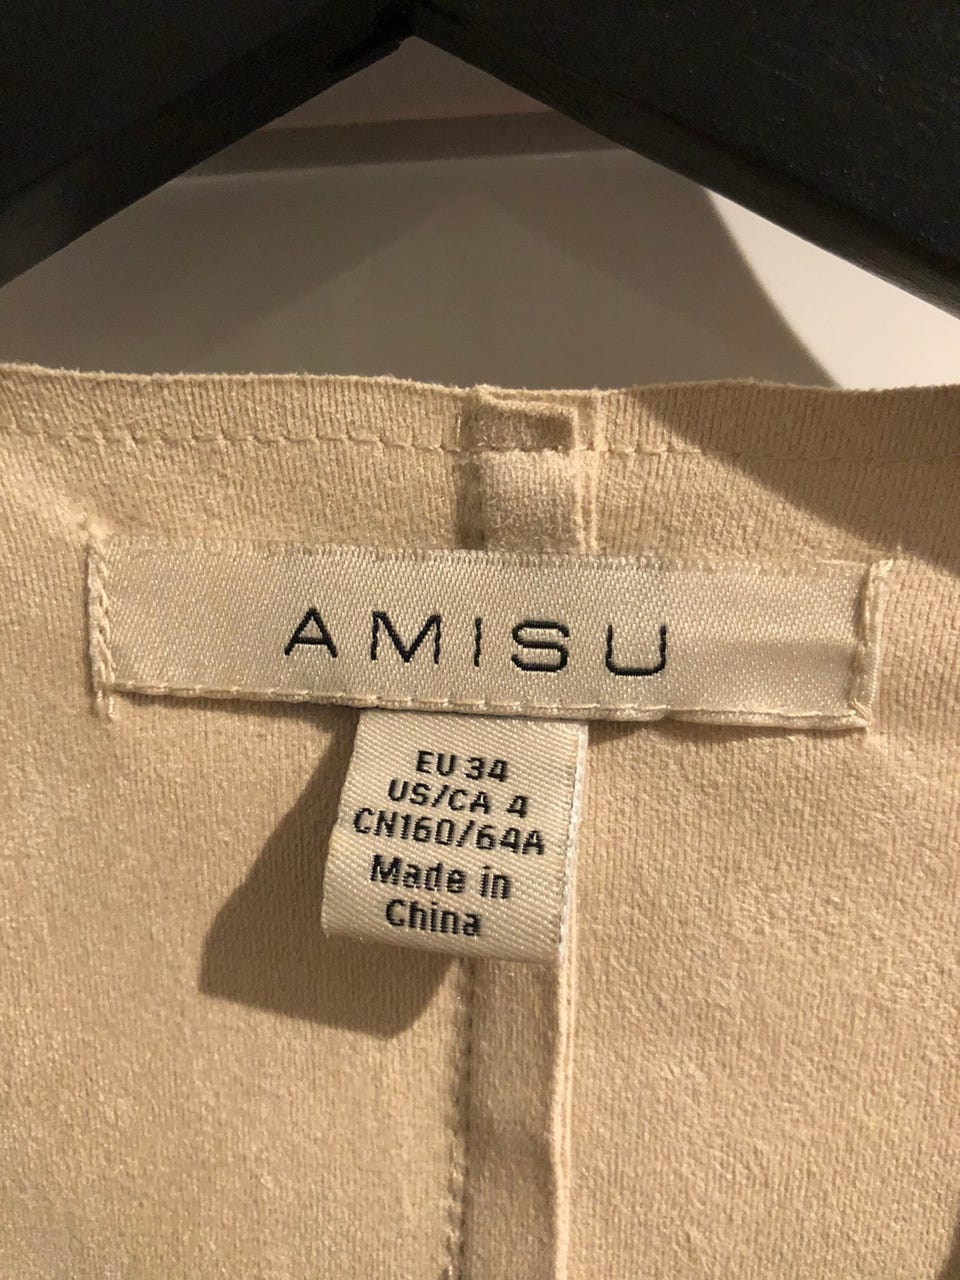 AMISU
EU 34
US/CA 4
CN160/64A
Made in
China